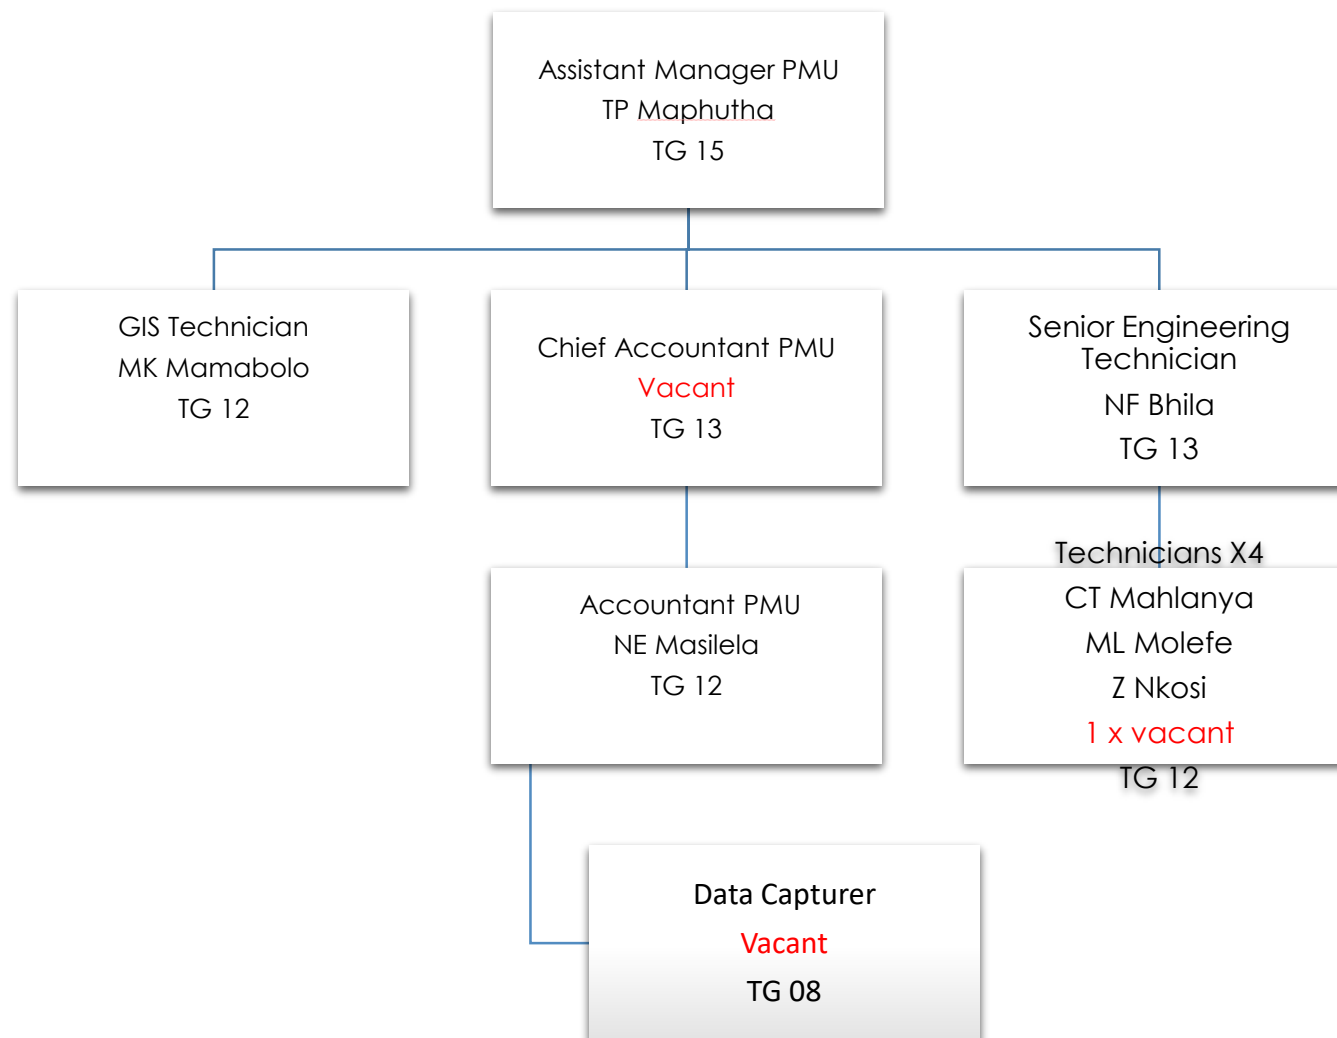 Assistant Manager PMU
TP Maphutha
TG 15
GIS Technician
MK Mamabolo
TG 12
Chief Accountant PMU
Vacant
TG 13
Senior Engineering
Technician
NF Bhila
TG 13
Accountant PMU
NE Masilela
TG 12
Technicians X4
CT Mahlanya
ML Molefe
Z Nkosi
1 x vacant
TG 12
Data Capturer
Vacant
TG 08